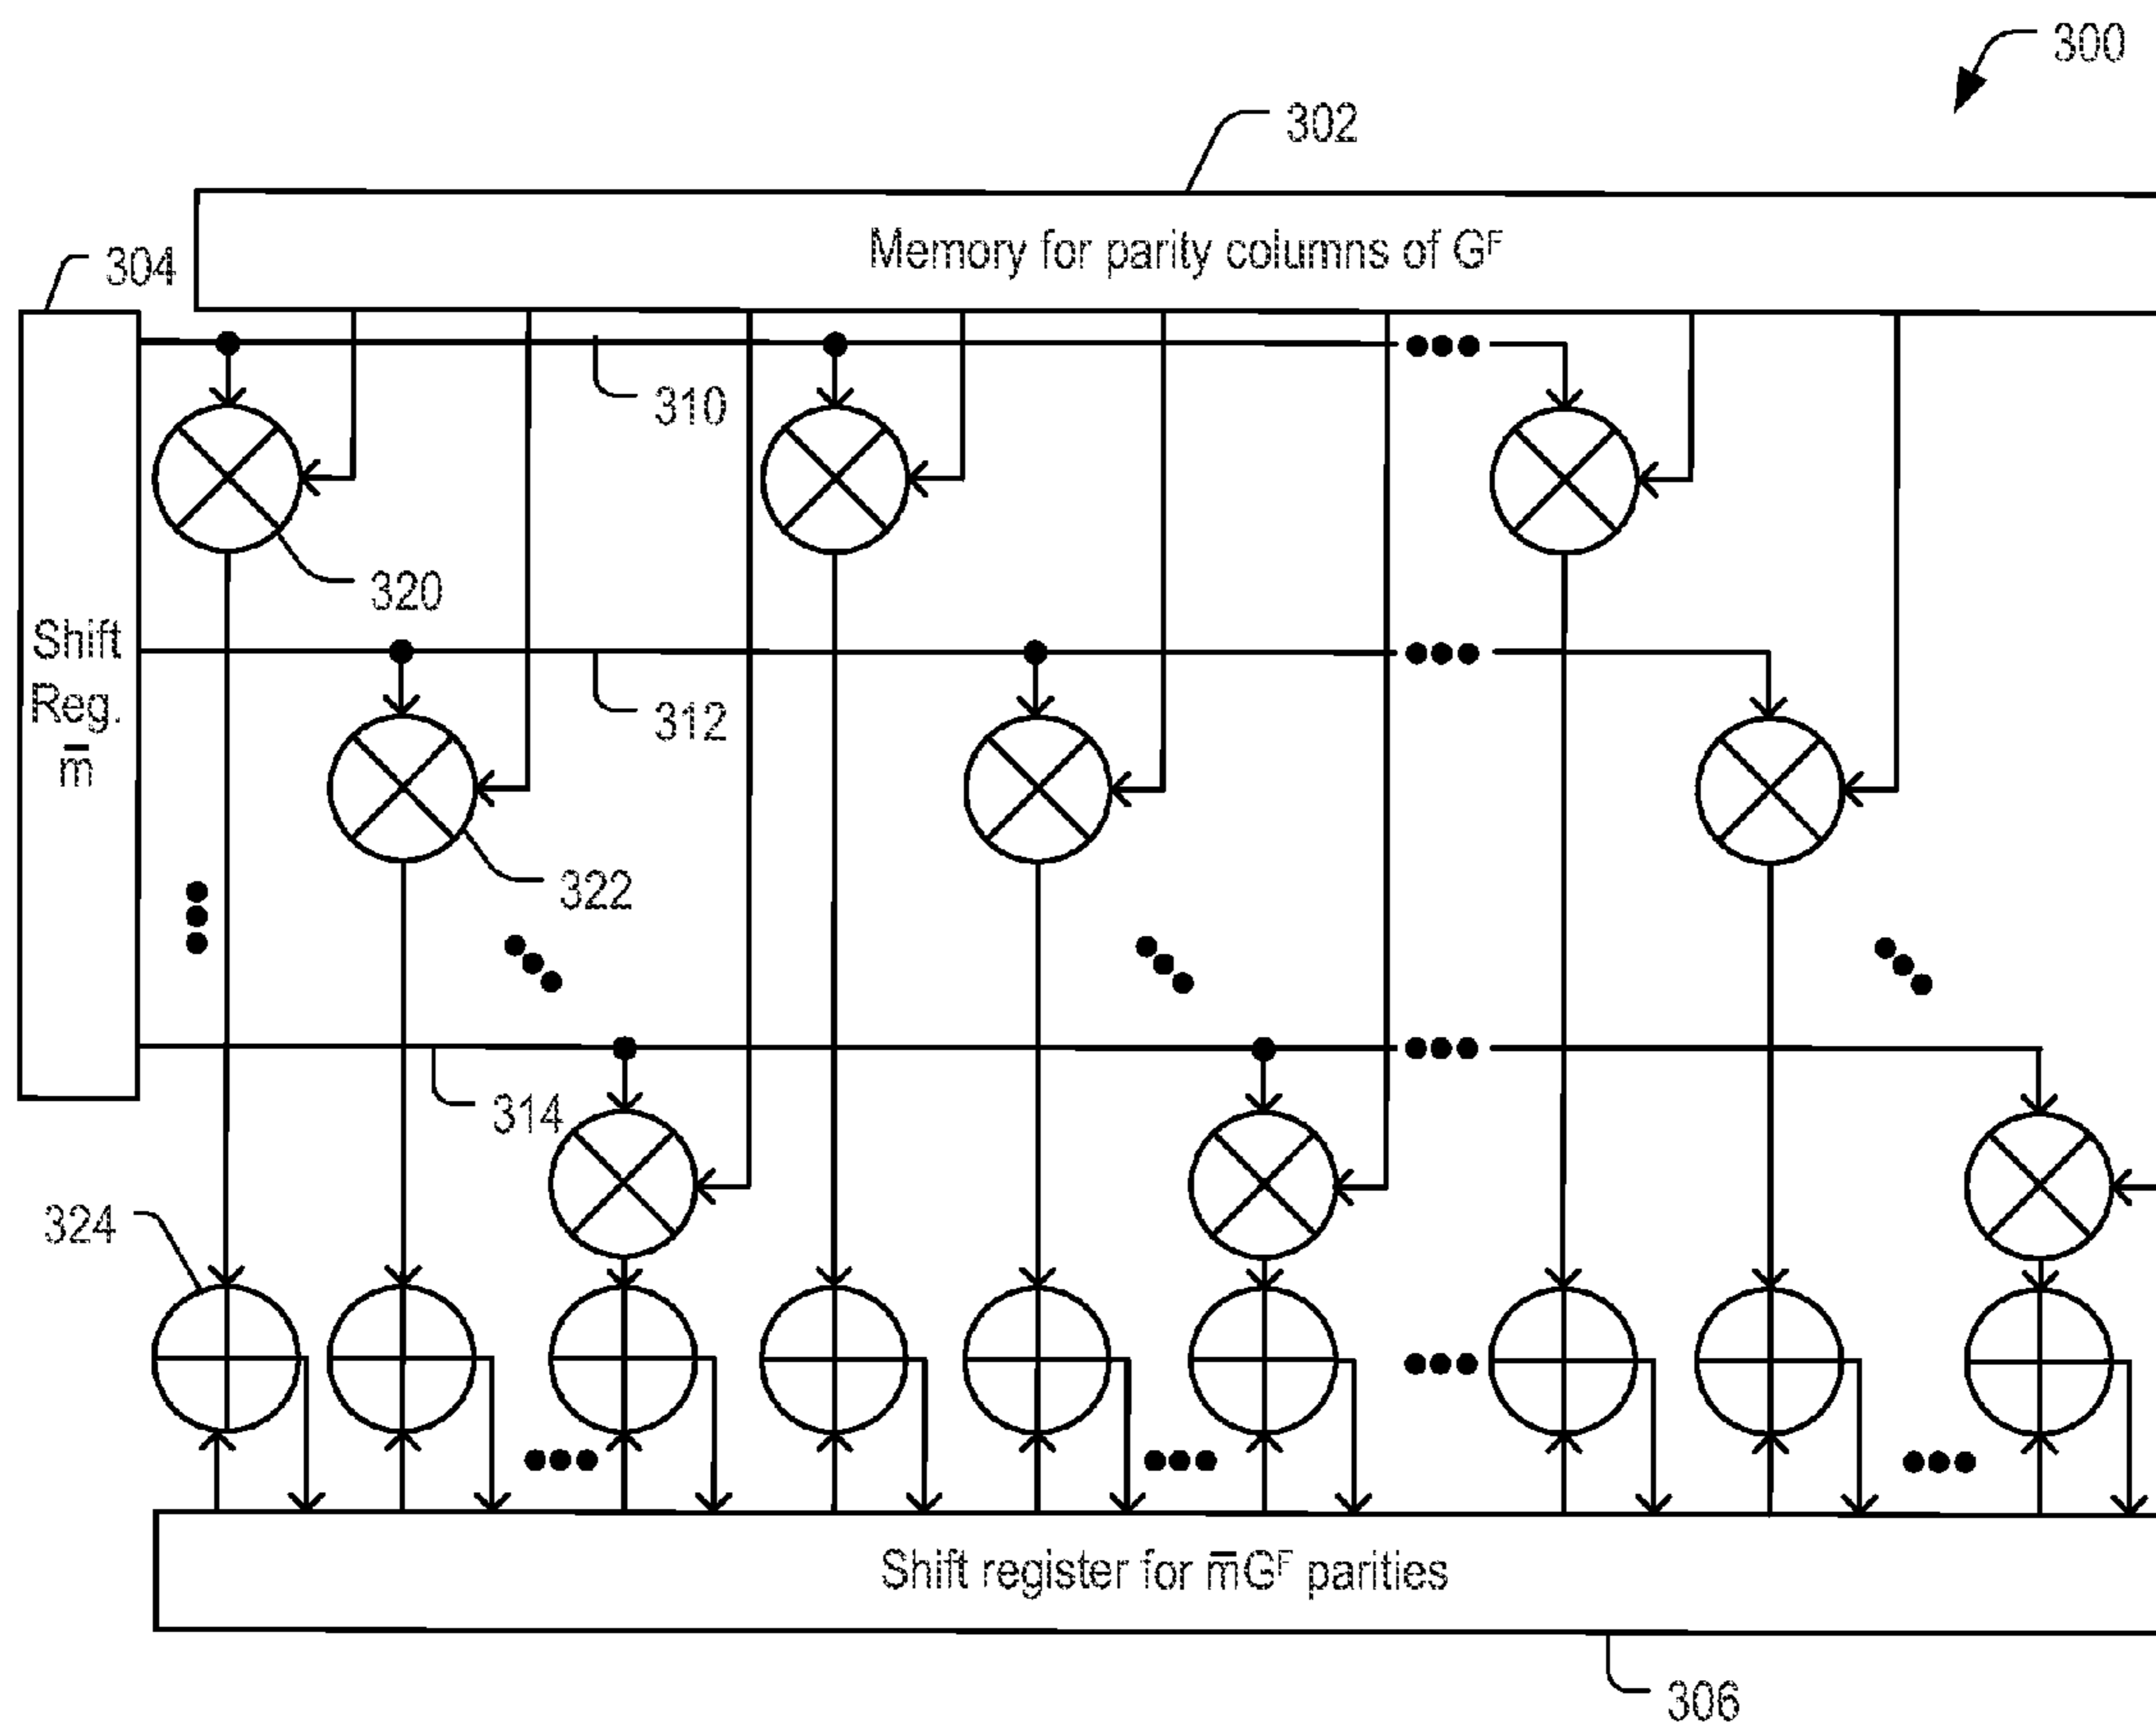 300
302
Memory for parity columns of Gᶠ
304
310
320
Shift
Reg.
m̄
312
322
314
324
Shift register for m̄Gᶠ parities
306